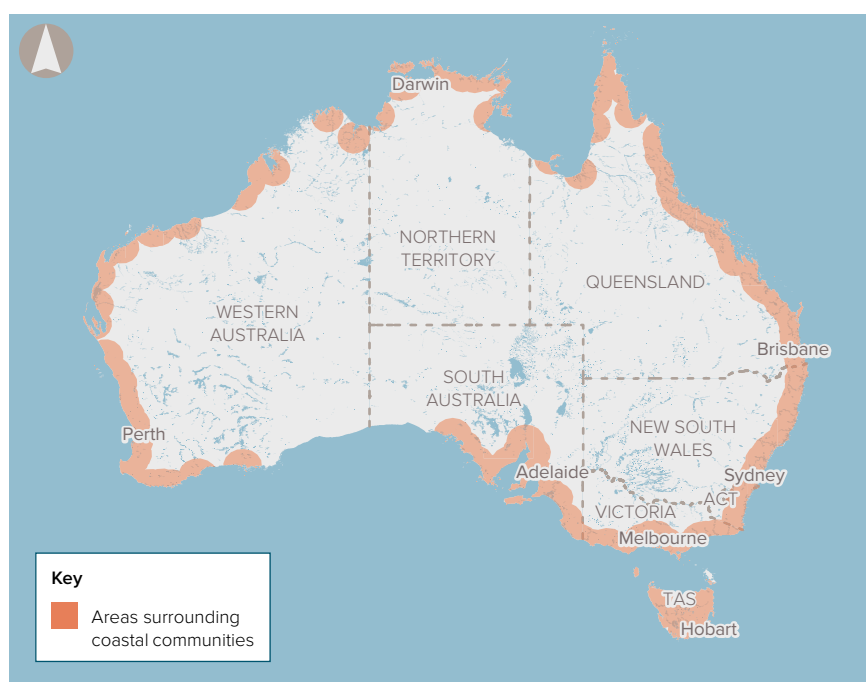 Darwin
NORTHERN
TERRITORY
QUEENSLAND
WESTERN
AUSTRALIA
Brisbane
SOUTH
AUSTRALIA
NEW SOUTH
WALES
Perth
Adelaide
Sydney
ACT
VICTORIA
Melbourne
TAS
Hobart
Key
Areas surrounding
coastal communities